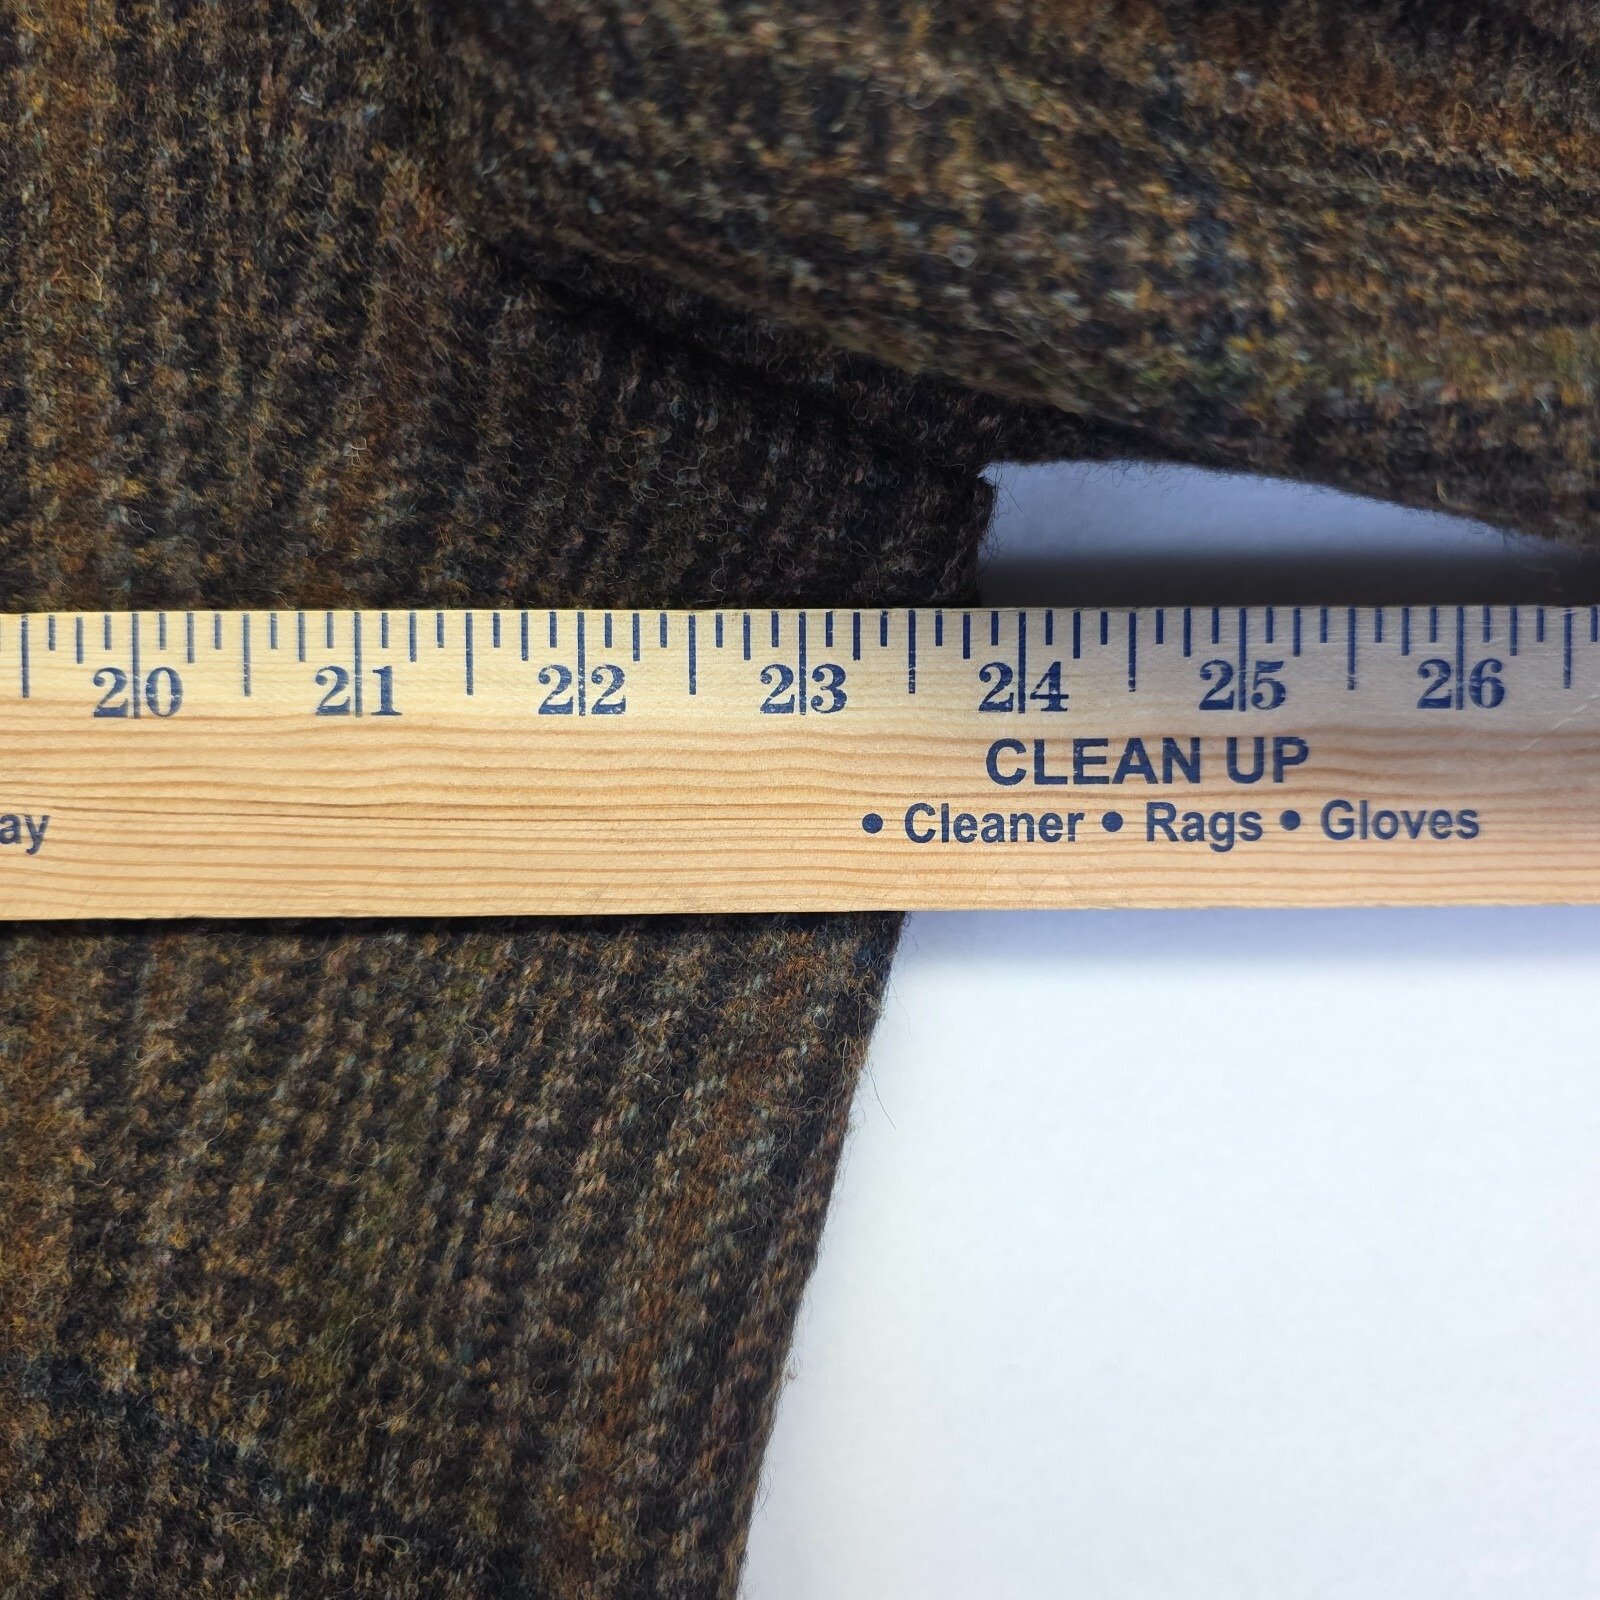 20 21 22 23 24 25 26
CLEAN UP
ay • Cleaner • Rags • Gloves